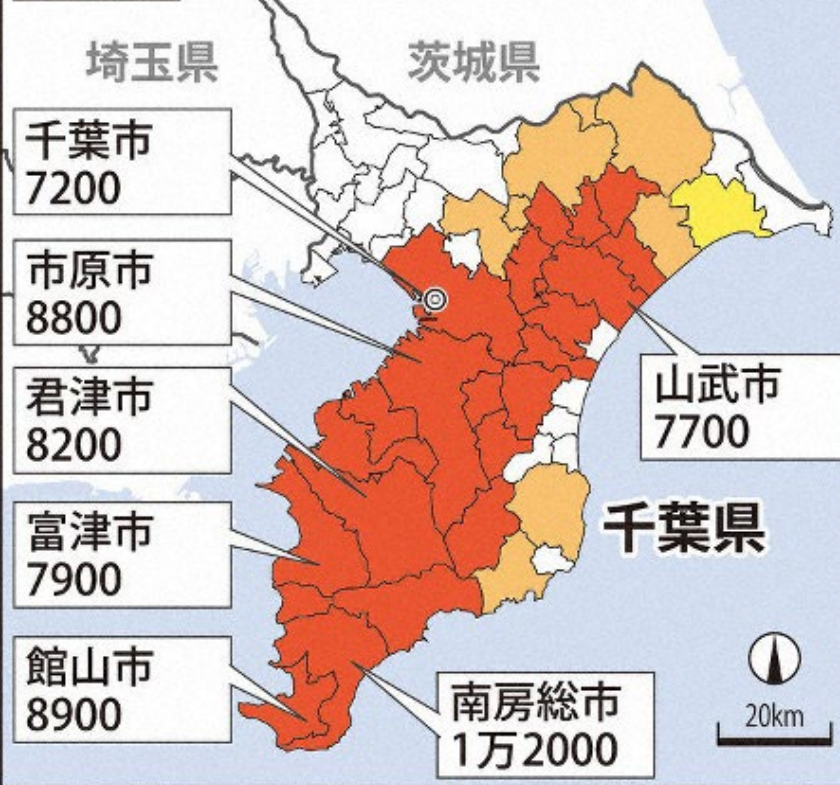 埼玉県
茨城県
千葉市
7200
市原市
8800
君津市
8200
富津市
7900
館山市
8900
山武市
7700
千葉県
南房総市
1万2000
20km